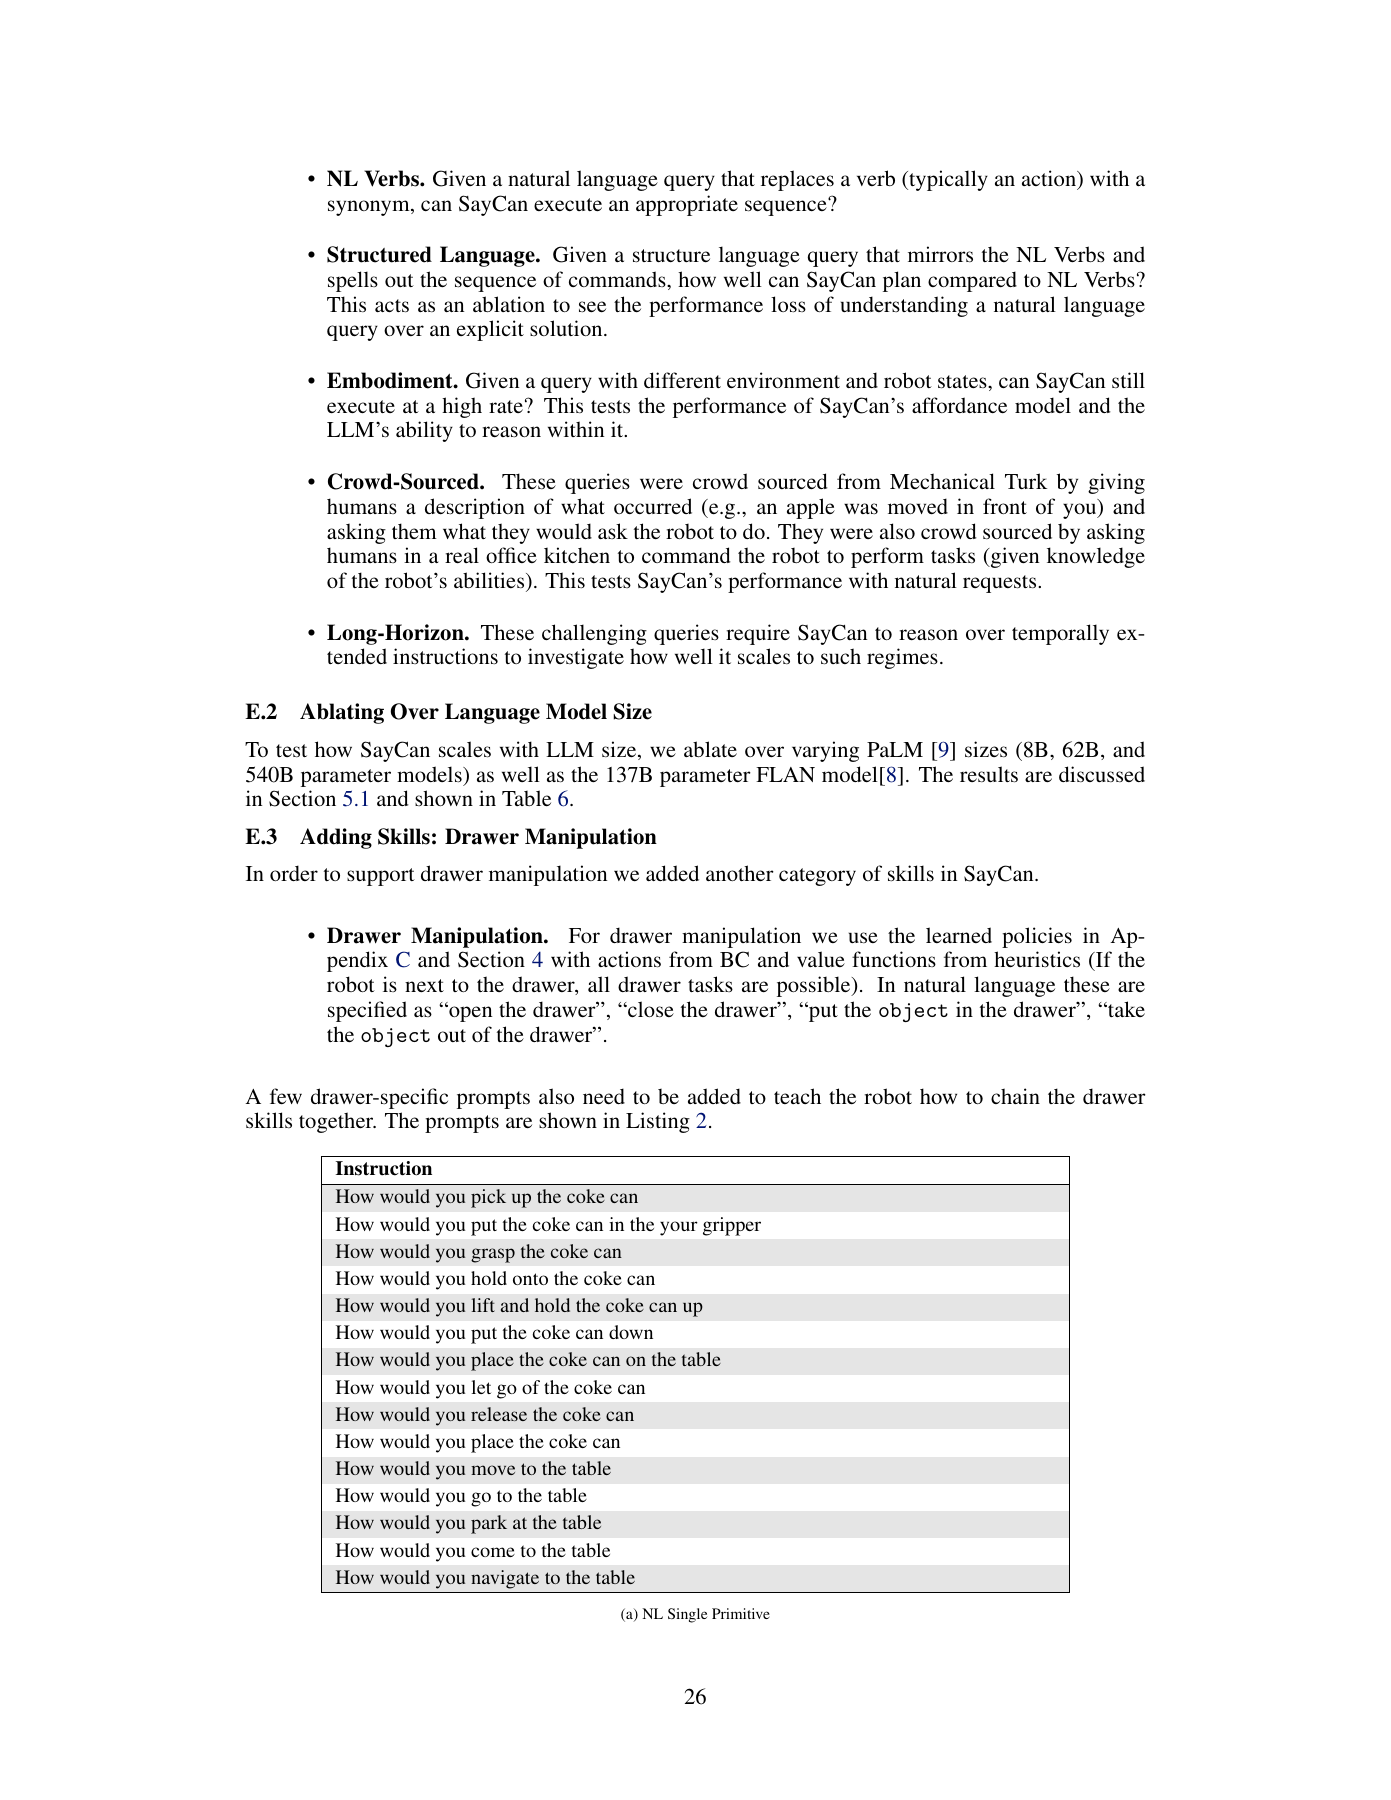 • NL Verbs. Given a natural language query that replaces a verb (typically an action) with a
synonym, can SayCan execute an appropriate sequence?
• Structured Language. Given a structure language query that mirrors the NL Verbs and
spells out the sequence of commands, how well can SayCan plan compared to NL Verbs?
This acts as an ablation to see the performance loss of understanding a natural language
query over an explicit solution.
• Embodiment. Given a query with different environment and robot states, can SayCan still
execute at a high rate? This tests the performance of SayCan's affordance model and the
LLM's ability to reason within it.
• Crowd-Sourced. These queries were crowd sourced from Mechanical Turk by giving
humans a description of what occurred (e.g., an apple was moved in front of you) and
asking them what they would ask the robot to do. They were also crowd sourced by asking
humans in a real office kitchen to command the robot to perform tasks (given knowledge
of the robot's abilities). This tests SayCan's performance with natural requests.
• Long-Horizon. These challenging queries require SayCan to reason over temporally ex-
tended instructions to investigate how well it scales to such regimes.
E.2 Ablating Over Language Model Size
To test how SayCan scales with LLM size, we ablate over varying PaLM [9] sizes (8B, 62B, and
540B parameter models) as well as the 137B parameter FLAN model[8]. The results are discussed
in Section 5.1 and shown in Table 6.
E.3 Adding Skills: Drawer Manipulation
In order to support drawer manipulation we added another category of skills in SayCan.
• Drawer Manipulation. For drawer manipulation we use the learned policies in Ap-
pendix C and Section 4 with actions from BC and value functions from heuristics (If the
robot is next to the drawer, all drawer tasks are possible). In natural language these are
specified as “open the drawer”, “close the drawer”, “put the object in the drawer”, “take
the object out of the drawer”.
A few drawer-specific prompts also need to be added to teach the robot how to chain the drawer
skills together. The prompts are shown in Listing 2.
Instruction
How would you pick up the coke can
How would you put the coke can in the your gripper
How would you grasp the coke can
How would you hold onto the coke can
How would you lift and hold the coke can up
How would you put the coke can down
How would you place the coke can on the table
How would you let go of the coke can
How would you release the coke can
How would you place the coke can
How would you move to the table
How would you go to the table
How would you park at the table
How would you come to the table
How would you navigate to the table
(a) NL Single Primitive
26